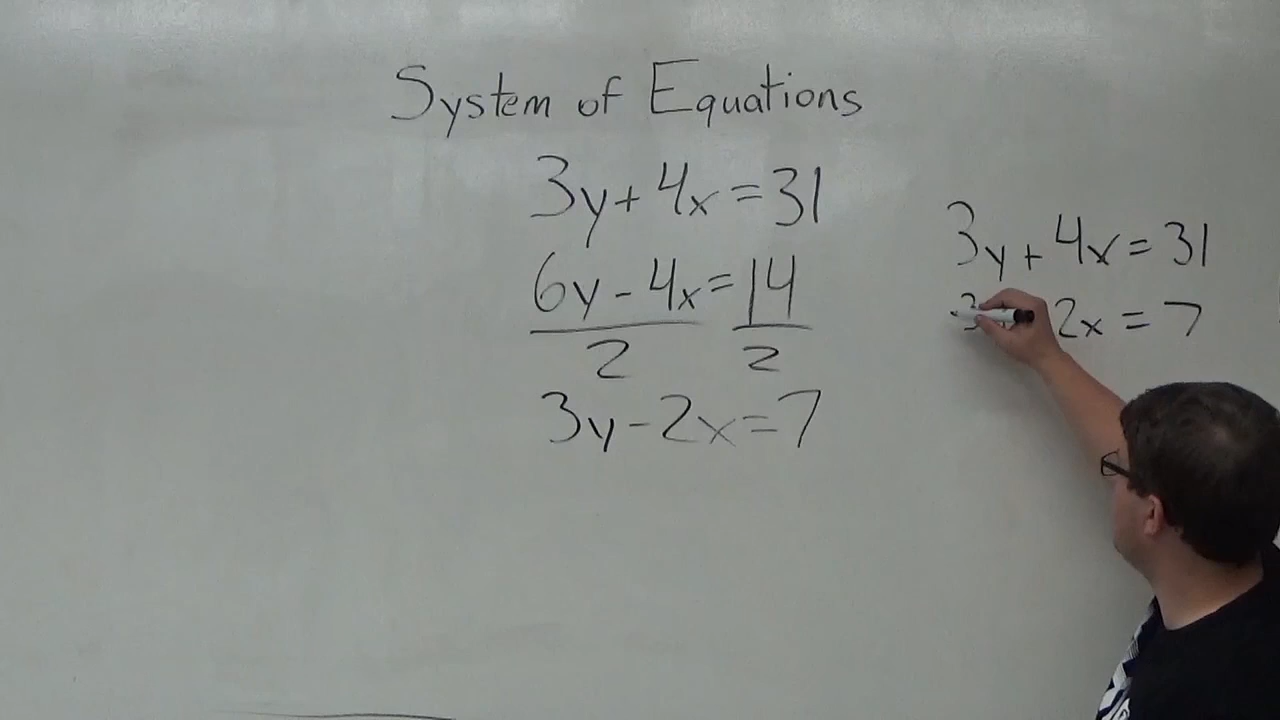 System of Equations
3y+4x=31
6y-4x=14
2 2
3y-2x=7
3y+4x=31
3 2x=7